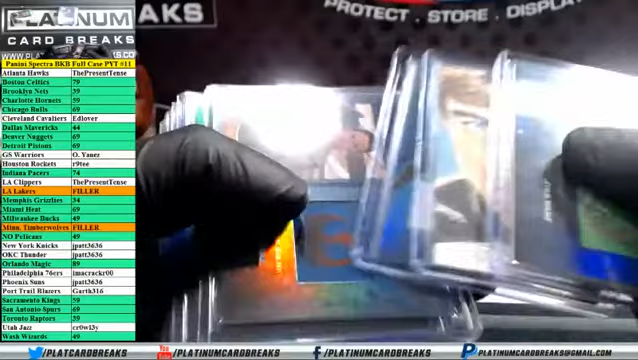 PLATINUM
CARD BREAKS
AKS
PROTECT . STORE . DISPLA
Panini Spectra BKB Full Case PYT #11
Atlanta Hawks ThePresentTense
Boston Celtics 79
Brooklyn Nets 39
Charlotte Hornets 59
Chicago Bulls 69
Cleveland Cavaliers Edlover
Dallas Mavericks 44
Denver Nuggets 69
Detroit Pistons 69
GS Warriors O. Yanez
Houston Rockets r9tee
Indiana Pacers 74
LA Clippers ThePresentTense
LA Lakers FILLER
Memphis Grizzlies 34
Miami Heat 69
Milwaukee Bucks 49
Minn. Timberwolves FILLER
NO Pelicans 49
New York Knicks jpatt3636
OKC Thunder jpatt3636
Orlando Magic 89
Philadelphia 76ers imacrackr00
Phoenix Suns jpatt3636
Port Trail Blazers Garth316
Sacramento Kings 59
San Antonio Spurs 69
Toronto Raptors 39
Utah Jazz cr0w13y
Wash Wizards 49
/PLATCARDBREAKS
/PLATINUMCARDBREAKS
/PLATINUMCARDBREAKS
PLATINUMCARDBREAKS@GMAIL.COM